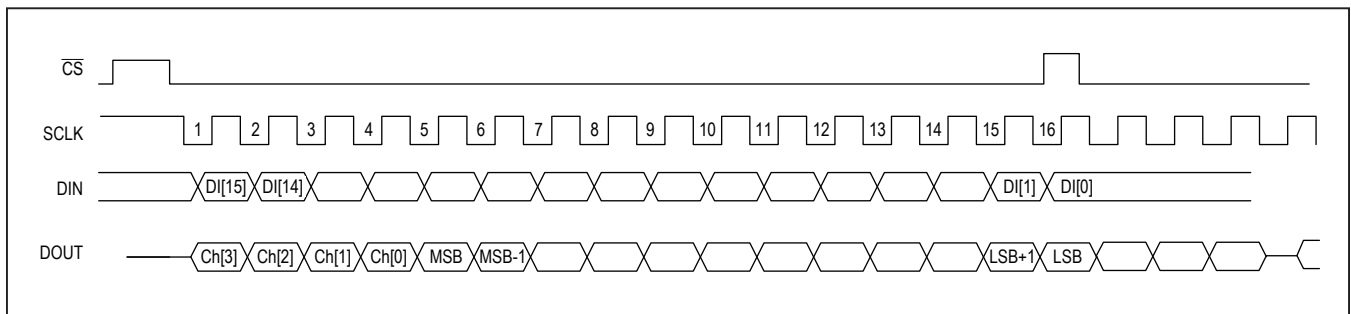 C̅S̅
SCLK 1 2 3 4 5 6 7 8 9 10 11 12 13 14 15 16
DIN DI[15] DI[14] DI[1] DI[0]
DOUT Ch[3] Ch[2] Ch[1] Ch[0] MSB MSB-1 LSB+1 LSB